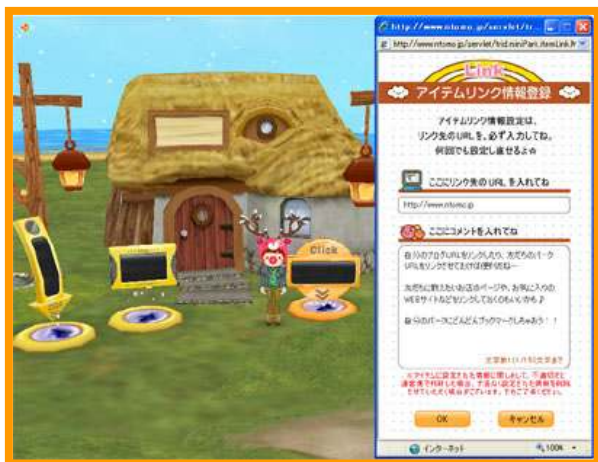 http://www.ntomo.jp/servlet/tr...
http://www.ntomo.jp/servlet/trid.miniPark.itemLink.h
Link
アイテムリンク情報登録
アイテムリンク情報設定は、
リンク先のURLを、必ず入力してね。
何回でも設定し直せるよ☆
ここにリンク先の URL を入れてね
http://www.ntomo.jp
ここにコメントを入れてね
自分のブログURLをリンクしたり、友だちのパーク
URLをリンクさせておけば便利だね…
友だちに教えたいお店のページや、お気に入りの
WEBサイトなどをリンクしておくのもいいかも♪
自分のパークにどんどんブックマークしちゃおう！！
OK
キャンセル
インターネット
100%
Click